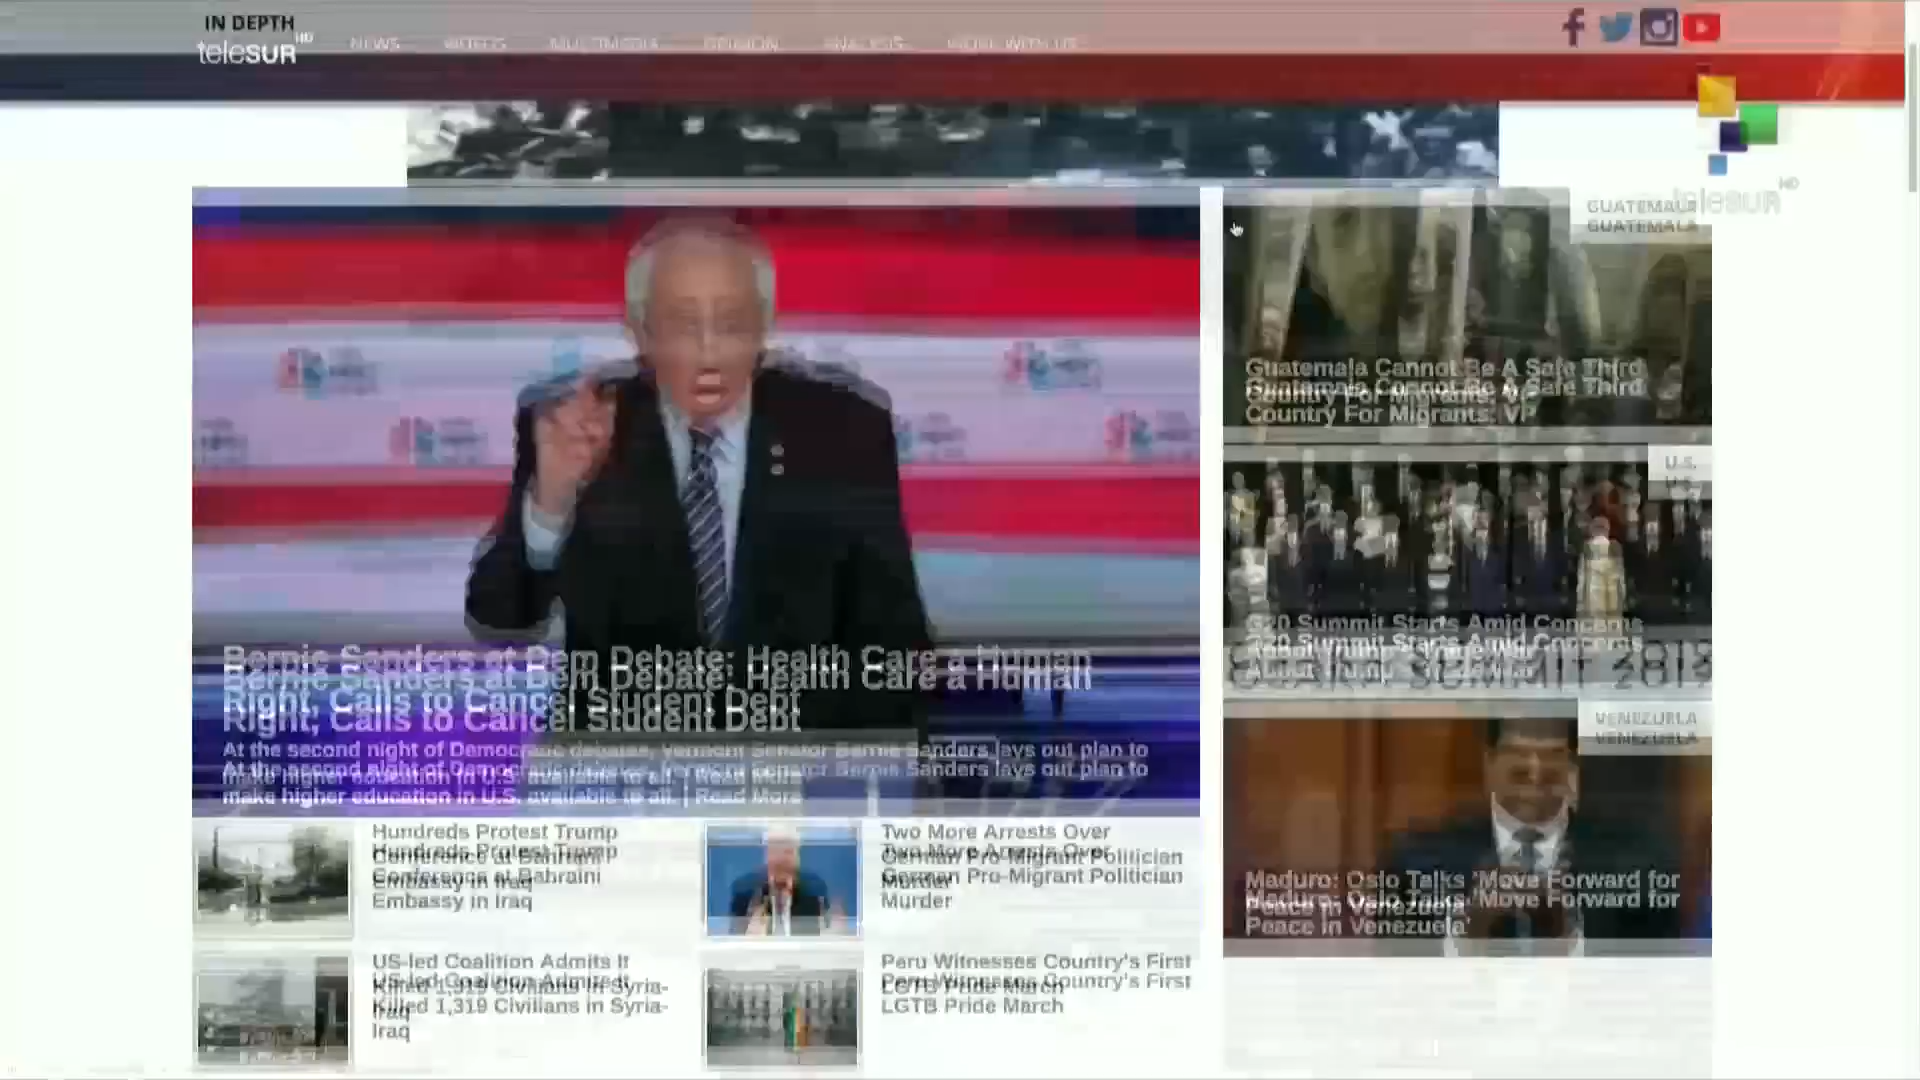 IN DEPTH
teleSUR HD
NEWS VIDEOS MULTIMEDIA OPINION ANALYSIS WORK WITH US
teleSUR HD
GUATEMALA
Guatemala Cannot Be A Safe Third
Country For Migrants: VP
U.S.
G20 Summit Starts Amid Concerns
SUMMIT 2019
VENEZUELA
Maduro: Oslo Talks 'Move Forward for
Peace in Venezuela'
Bernie Sanders at Dem Debate: Health Care a Human
Right, Calls to Cancel Student Debt
At the second night of Democratic debates, Vermont Senator Bernie Sanders lays out plan to
make higher education in U.S. available to all. | Read More
Hundreds Protest Trump
Conference at Bahraini
Embassy in Iraq
Two More Arrests Over
German Pro-Migrant Politician
Murder
US-led Coalition Admits It
Killed 1,319 Civilians in Syria-
Iraq
Peru Witnesses Country's First
LGTB Pride March